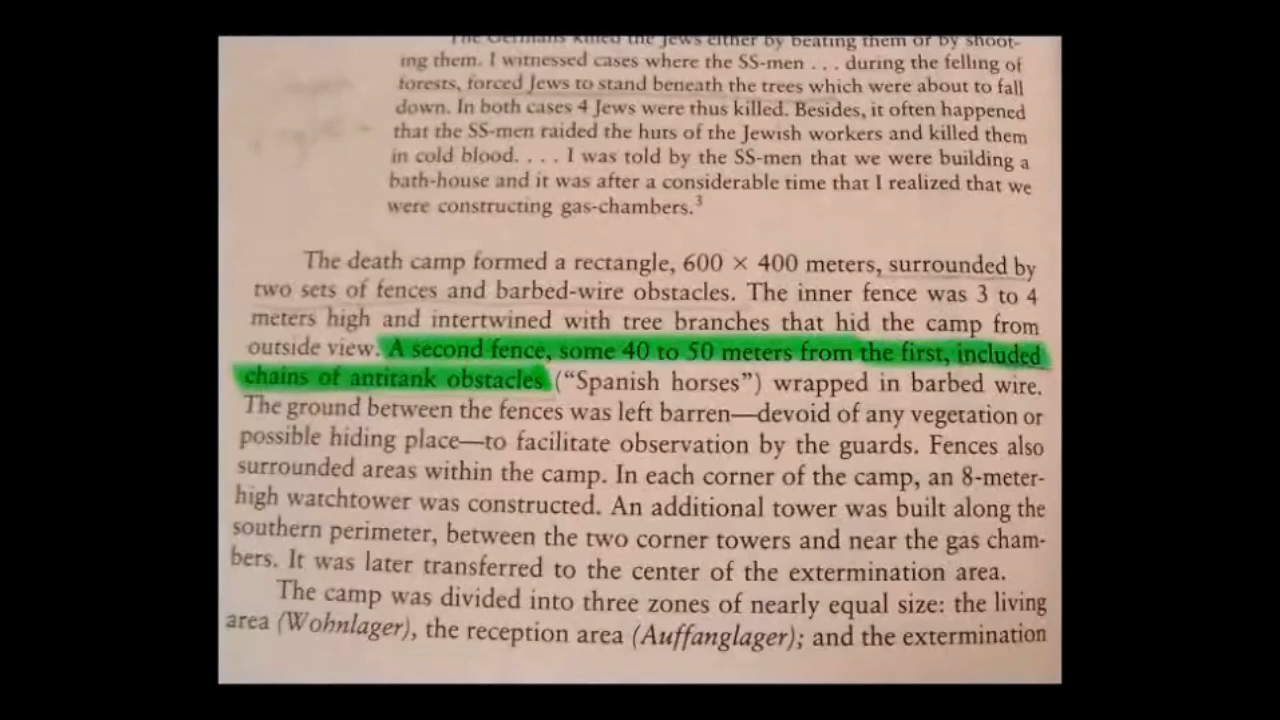 The Germans killed the Jews either by beating them or by shoot-
ing them. I witnessed cases where the SS-men . . . during the felling of
forests, forced Jews to stand beneath the trees which were about to fall
down. In both cases 4 Jews were thus killed. Besides, it often happened
that the SS-men raided the huts of the Jewish workers and killed them
in cold blood. . . . I was told by the SS-men that we were building a
bath-house and it was after a considerable time that I realized that we
were constructing gas-chambers.³
The death camp formed a rectangle, 600 × 400 meters, surrounded by
two sets of fences and barbed-wire obstacles. The inner fence was 3 to 4
meters high and intertwined with tree branches that hid the camp from
outside view. A second fence, some 40 to 50 meters from the first, included
chains of antitank obstacles (“Spanish horses”) wrapped in barbed wire.
The ground between the fences was left barren—devoid of any vegetation or
possible hiding place—to facilitate observation by the guards. Fences also
surrounded areas within the camp. In each corner of the camp, an 8-meter-
high watchtower was constructed. An additional tower was built along the
southern perimeter, between the two corner towers and near the gas cham-
bers. It was later transferred to the center of the extermination area.
The camp was divided into three zones of nearly equal size: the living
area (Wohnlager), the reception area (Auffanglager); and the extermination